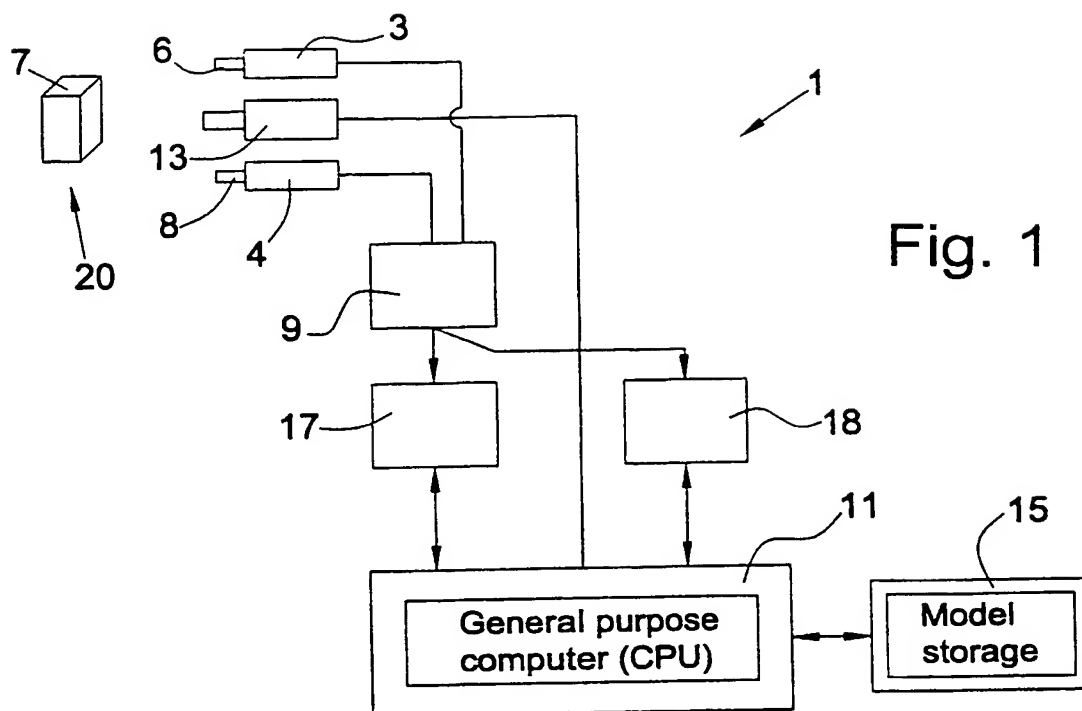 3
6
7
1
13
8
4
20
Fig. 1
9
17
18
11
15
General purpose
computer (CPU)
Model
storage